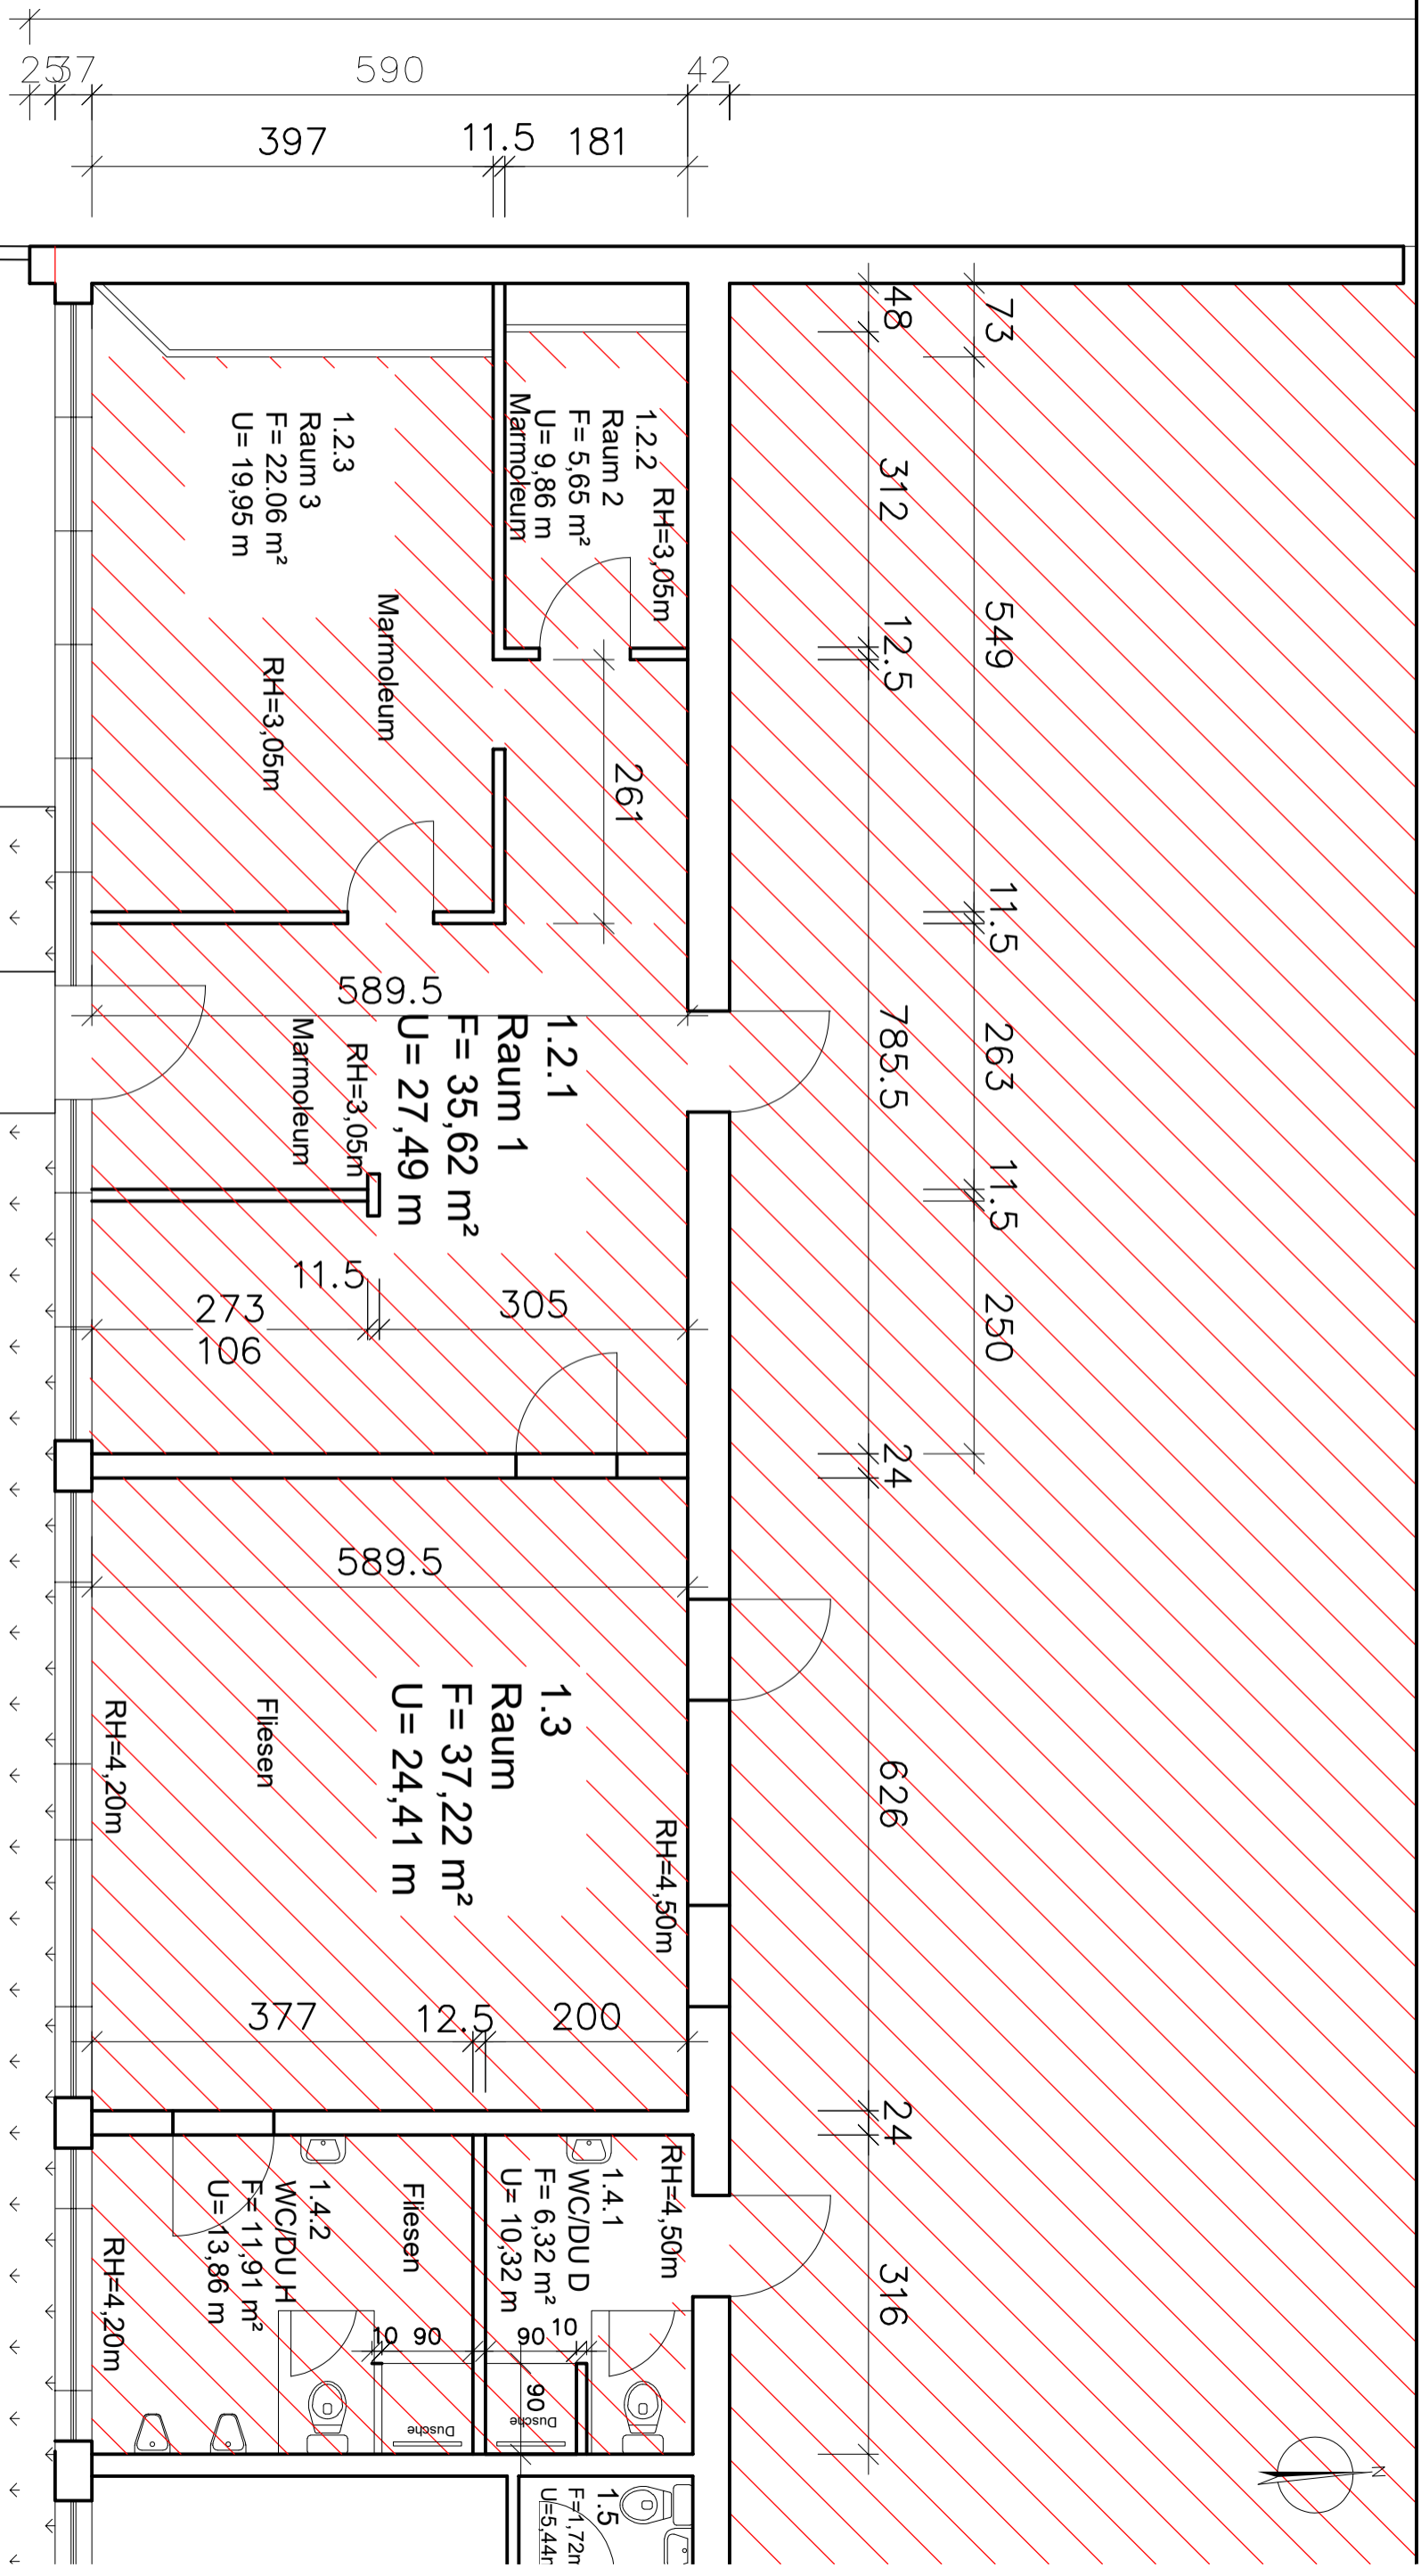 25
37
590
42
397
11.5
181
48
73
312
549
12.5
11.5
785.5
263
11.5
250
24
626
24
316
1.2.2
Raum 2
F= 5,65 m²
U= 9,86 m
Marmoleum
RH=3,05m
1.2.3
Raum 3
F= 22.06 m²
U= 19,95 m
Marmoleum
RH=3,05m
261
589.5
1.2.1
Raum 1
F= 35,62 m²
U= 27,49 m
RH=3,05m
Marmoleum
11.5
273
106
305
589.5
1.3
Raum
F= 37,22 m²
U= 24,41 m
Fliesen
RH=4,20m
RH=4,50m
377
12.5
200
1.4.1
WC/DU D
F= 6,32 m²
U= 10,32 m
RH=4,50m
1.4.2
WC/DU H
F= 11,91 m²
U= 13,86 m
Fliesen
RH=4,20m
10
90
90
10
90
Dusche
Dusche
1.5
F=1,72m
U=5,44m
N